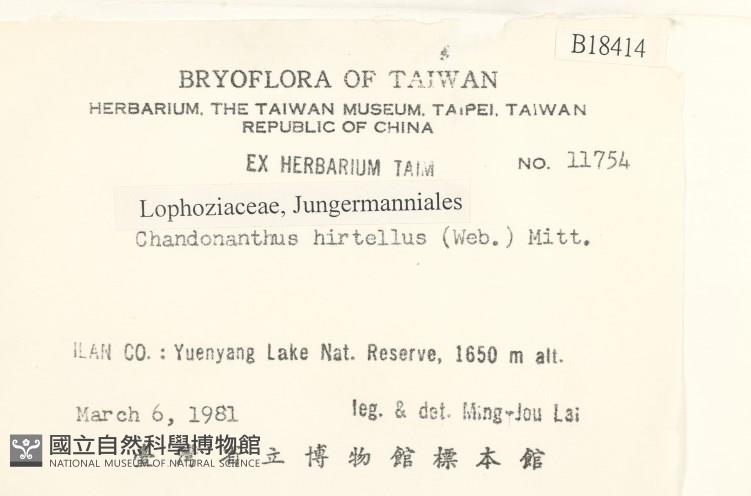 B18414
BRYOFLORA OF TAIWAN
HERBARIUM, THE TAIWAN MUSEUM, TAIPEI, TAIWAN
REPUBLIC OF CHINA
EX HERBARIUM TAIM NO. 11754
Lophoziaceae, Jungermanniales
Chandonanthus hirtellus (Web.) Mitt.
ILAN CO.: Yuenyang Lake Nat. Reserve, 1650 m alt.
March 6, 1981 leg. & det. Ming-Jou Lai
國立自然科學博物館
NATIONAL MUSEUM OF NATURAL SCIENCE
臺灣省立博物館標本館